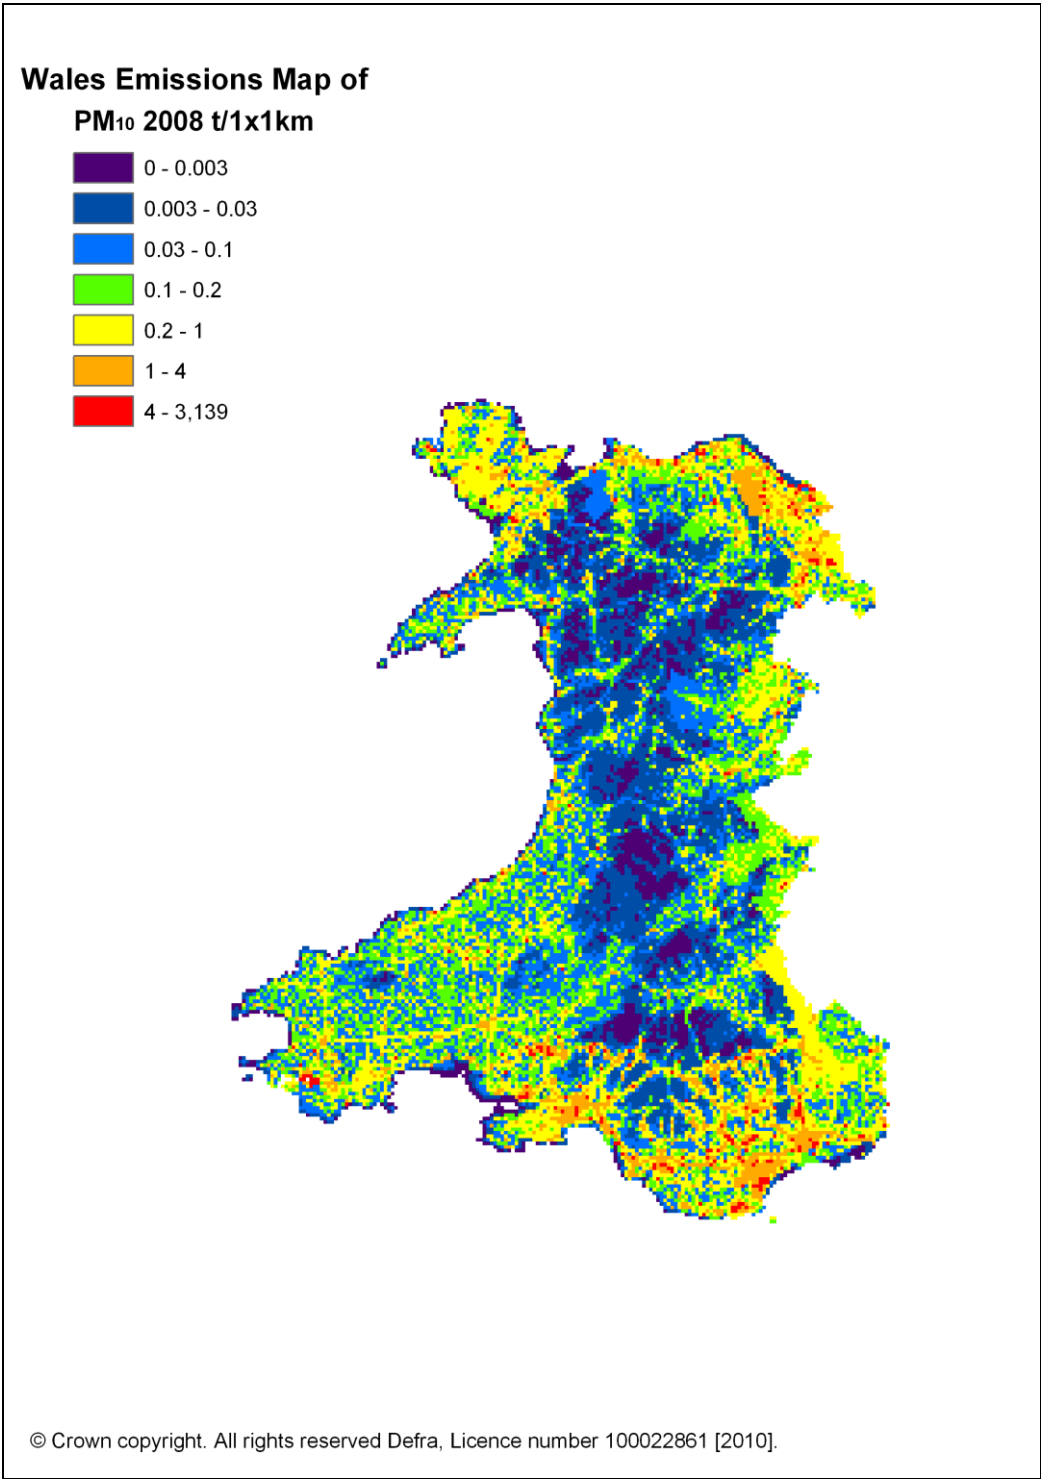 Wales Emissions Map of
PM10 2008 t/1x1km
0 - 0.003
0.003 - 0.03
0.03 - 0.1
0.1 - 0.2
0.2 - 1
1 - 4
4 - 3,139
© Crown copyright. All rights reserved Defra, Licence number 100022861 [2010].